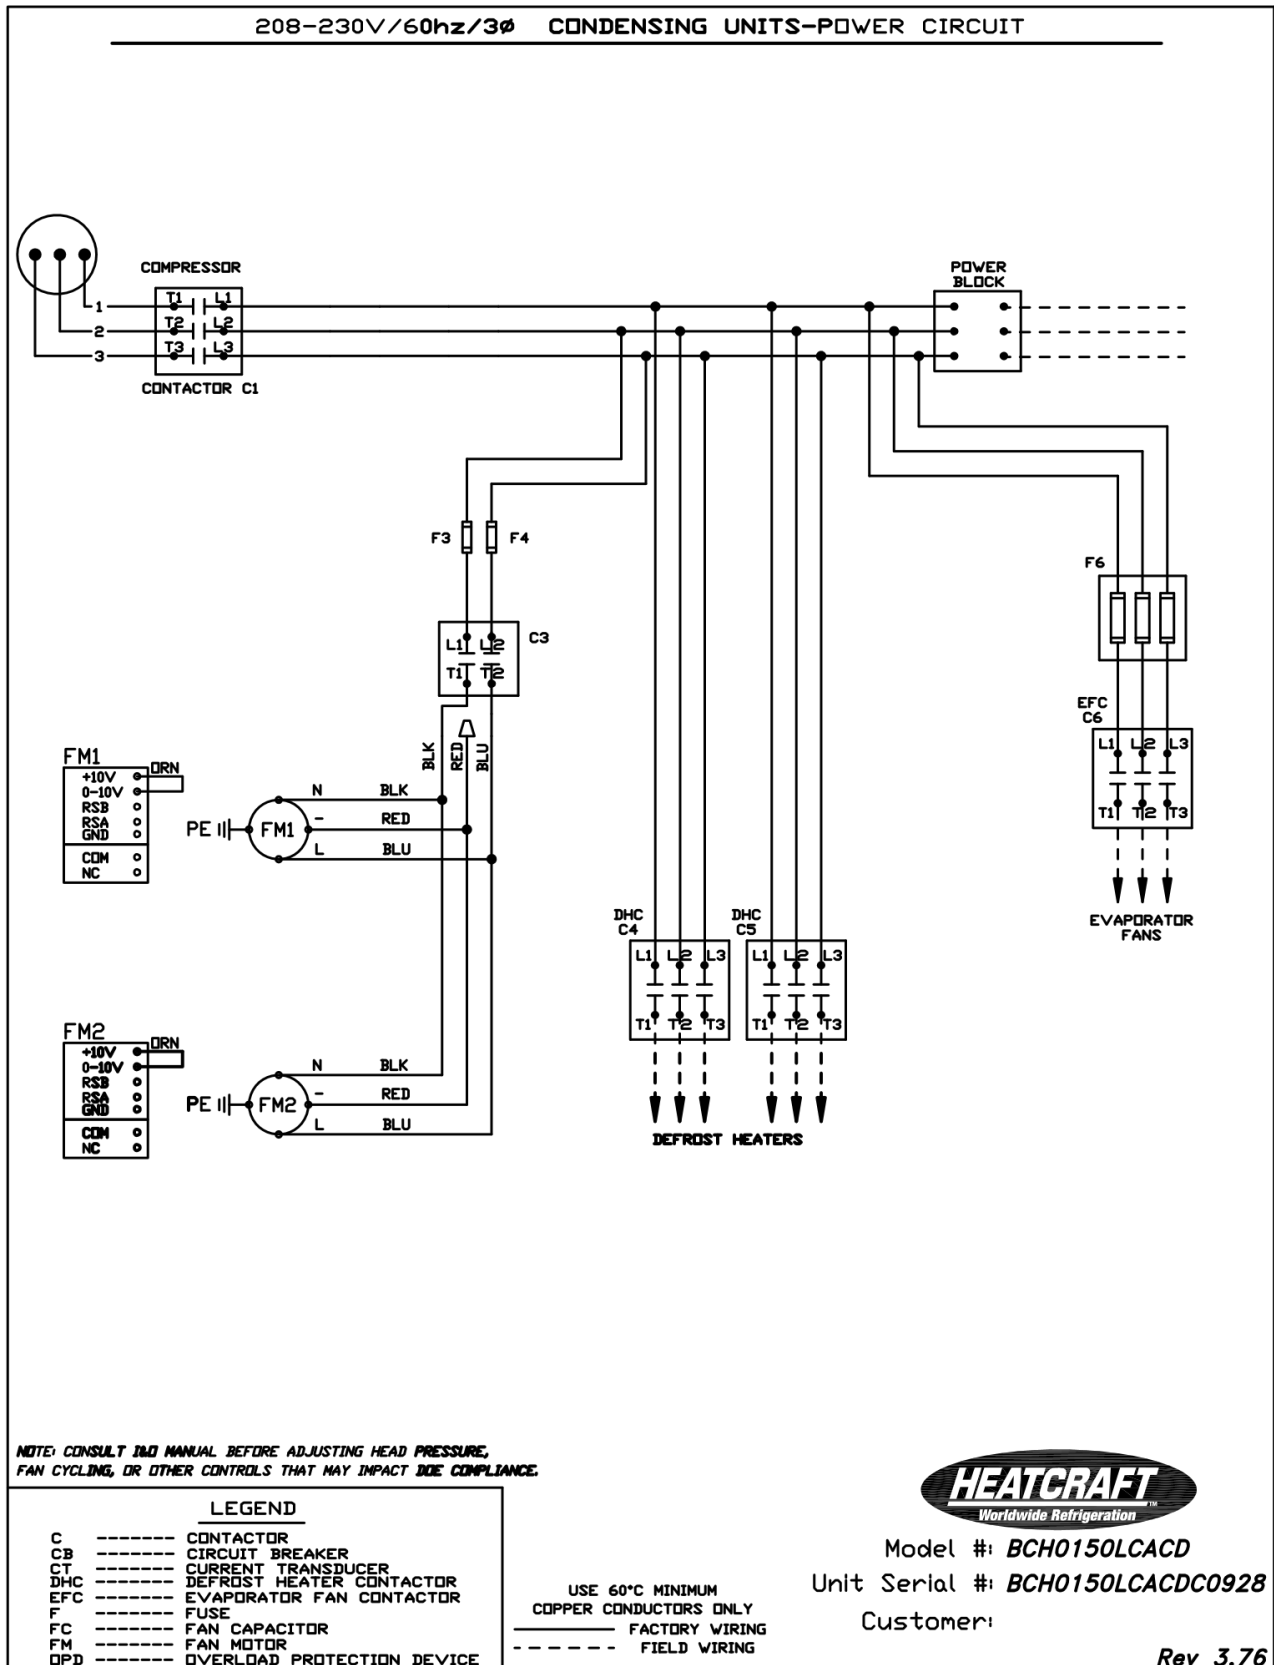 208-230V/60hz/3ø CONDENSING UNITS-POWER CIRCUIT
COMPRESSOR
POWER
BLOCK
1 T1 L1
2 T2 L2
3 T3 L3
CONTACTOR C1
F3 F4
F6
C3
L1 L2
T1 T2
EFC
C6
L1 L2 L3
T1 T2 T3
EVAPORATOR
FANS
BLK RED BLU
FM1
+10V ORN
0-10V
RSB
RSA
GND
COM
NC
PE FM1
N BLK
- RED
L BLU
DHC
C4
L1 L2 L3
T1 T2 T3
DHC
C5
L1 L2 L3
T1 T2 T3
DEFROST HEATERS
FM2
+10V ORN
0-10V
RSB
RSA
GND
COM
NC
PE FM2
N BLK
- RED
L BLU
NOTE: CONSULT I&O MANUAL BEFORE ADJUSTING HEAD PRESSURE,
FAN CYCLING, OR OTHER CONTROLS THAT MAY IMPACT DOE COMPLIANCE.
LEGEND
C ------- CONTACTOR
CB ------- CIRCUIT BREAKER
CT ------- CURRENT TRANSDUCER
DHC ------- DEFROST HEATER CONTACTOR
EFC ------- EVAPORATOR FAN CONTACTOR
F ------- FUSE
FC ------- FAN CAPACITOR
FM ------- FAN MOTOR
OPD ------- OVERLOAD PROTECTION DEVICE
USE 60°C MINIMUM
COPPER CONDUCTORS ONLY
FACTORY WIRING
FIELD WIRING
HEATCRAFT™
Worldwide Refrigeration
Model #: BCH0150LCACD
Unit Serial #: BCH0150LCACDC0928
Customer:
Rev 3.76